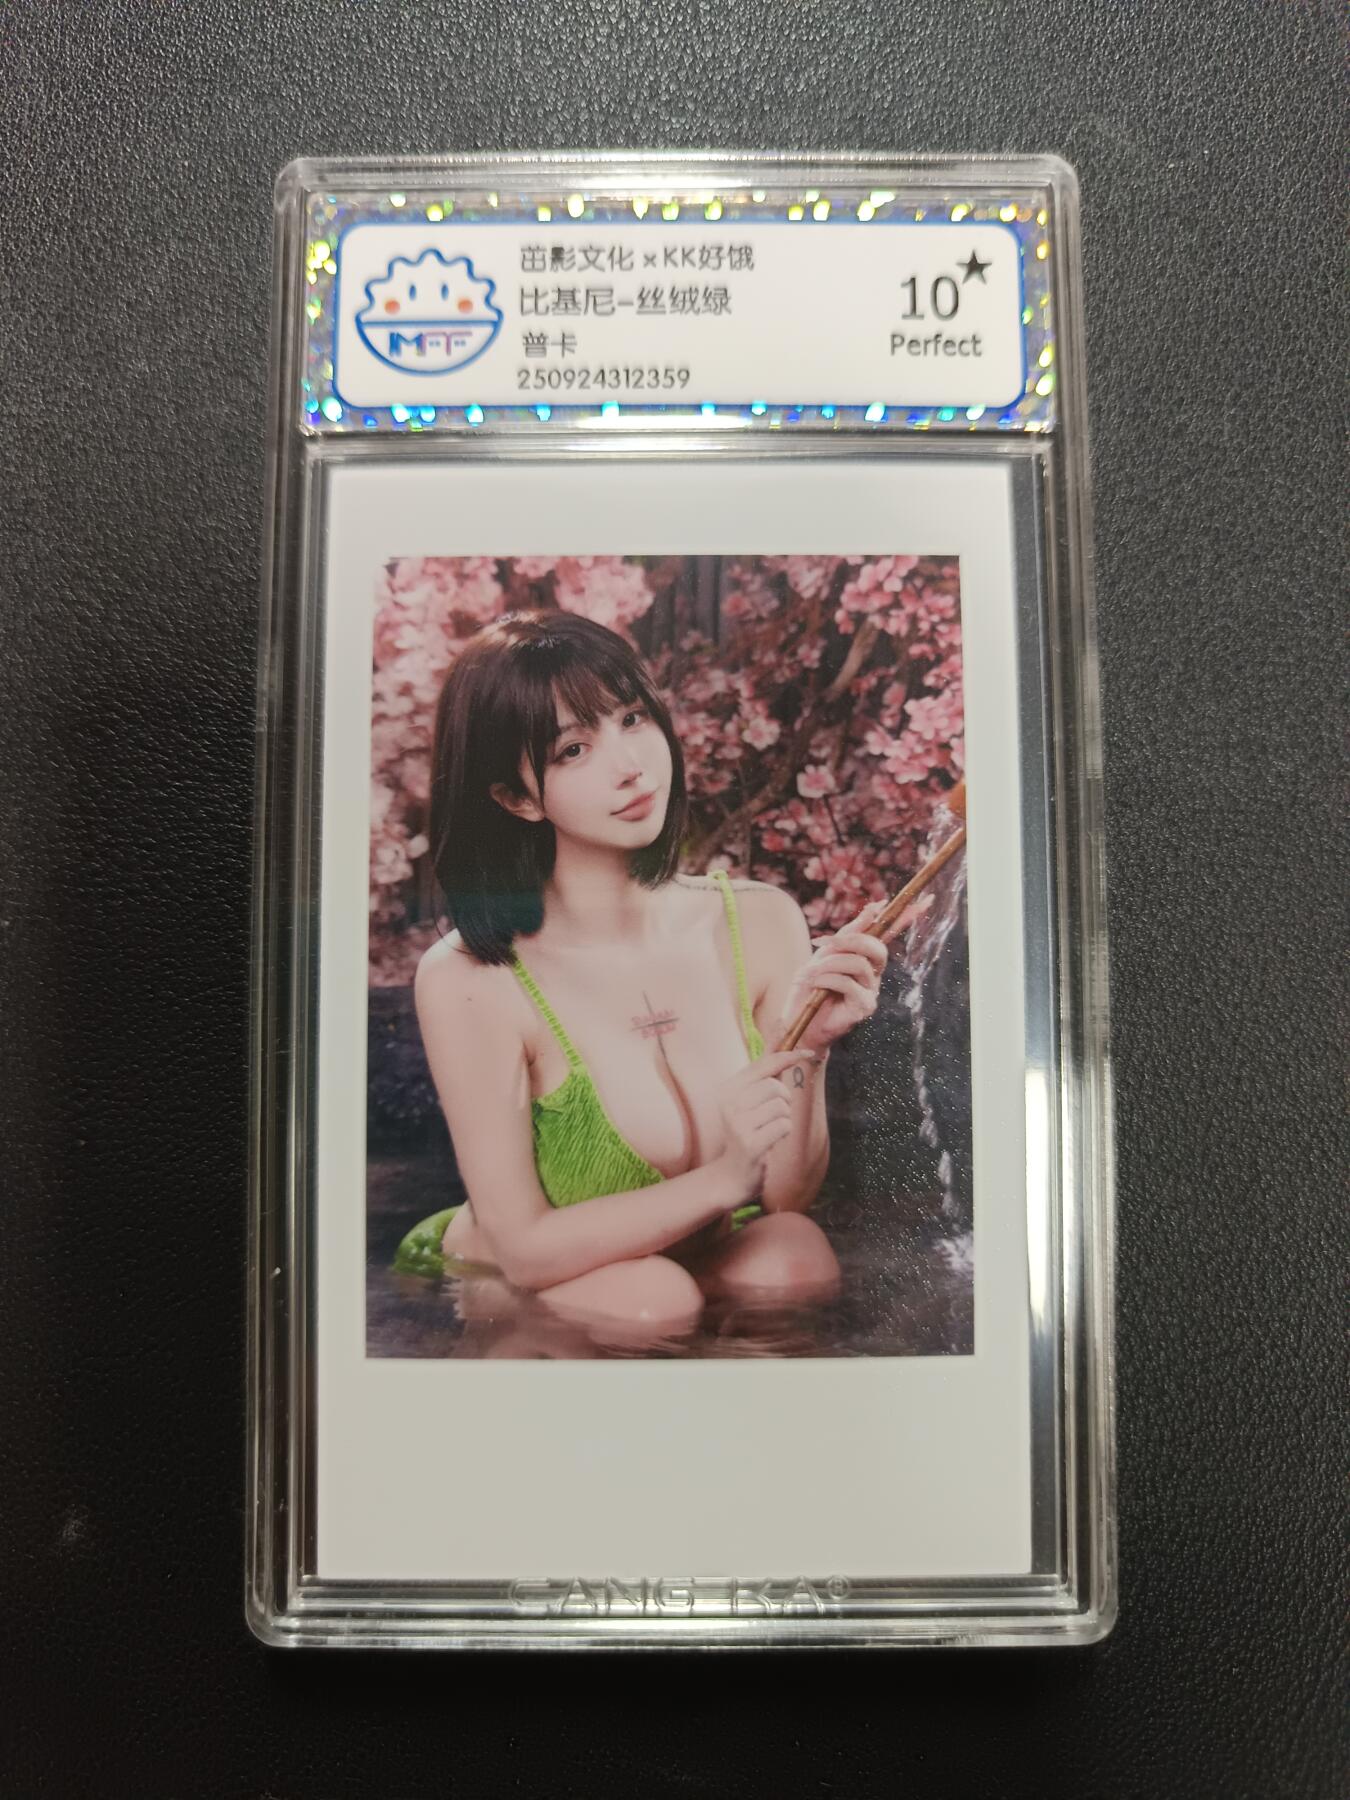 茁影文化×KK好饿
比基尼-丝绒绿
普卡
250924312359
10★
Perfect
IMFF
CANG KA®